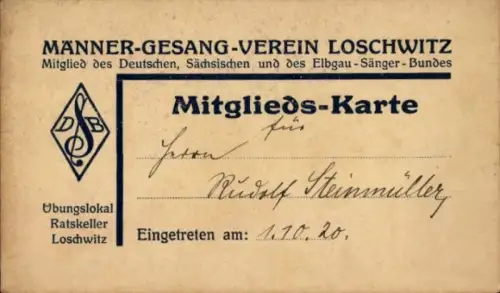 MÄNNER-GESANG-VEREIN LOSCHWITZ
Mitglied des Deutschen, Sächsischen und des Elbgau-Sänger-Bundes
Mitglieds-Karte
für
Herrn
Rudolf Steinmüller,
DSB
Übungslokal
Ratskeller
Loschwitz
Eingetreten am: 1.10.20.